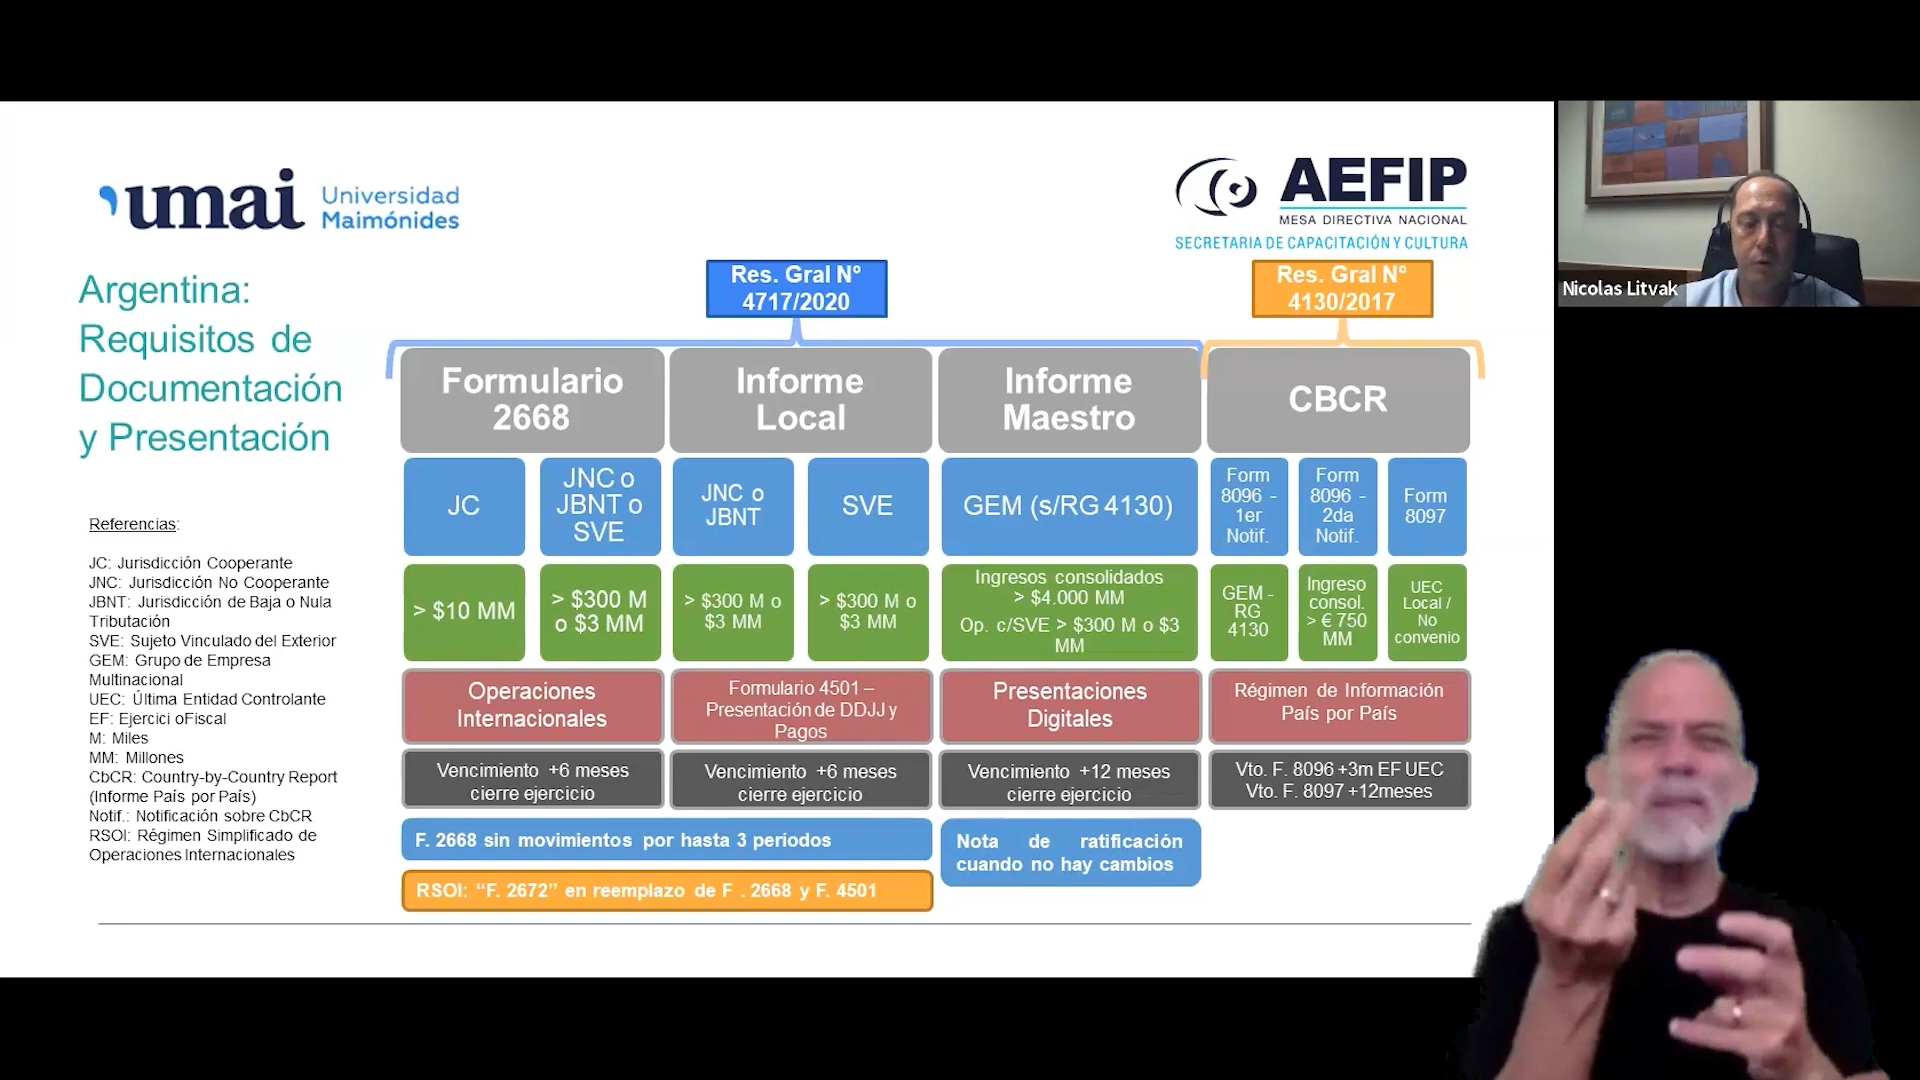 umai Universidad
Maimónides
AEFIP
MESA DIRECTIVA NACIONAL
SECRETARIA DE CAPACITACIÓN Y CULTURA
Nicolas Litvak
Argentina:
Requisitos de
Documentación
y Presentación
Referencias:
JC: Jurisdicción Cooperante
JNC: Jurisdicción No Cooperante
JBNT: Jurisdicción de Baja o Nula
Tributación
SVE: Sujeto Vinculado del Exterior
GEM: Grupo de Empresa
Multinacional
UEC: Última Entidad Controlante
EF: Ejercici oFiscal
M: Miles
MM: Millones
CbCR: Country-by-Country Report
(Informe País por País)
Notif.: Notificación sobre CbCR
RSOI: Régimen Simplificado de
Operaciones Internacionales
Res. Gral N°
4717/2020
Res. Gral N°
4130/2017
Formulario
2668
Informe
Local
Informe
Maestro
CBCR
JC
JNC o
JBNT o
SVE
JNC o
JBNT
SVE
GEM (s/RG 4130)
Form
8096 -
1er
Notif.
Form
8096 -
2da
Notif.
Form
8097
> $10 MM
> $300 M
o $3 MM
> $300 M o
$3 MM
> $300 M o
$3 MM
Ingresos consolidados
> $4.000 MM
Op. c/SVE > $300 M o $3
MM
GEM -
RG
4130
Ingreso
consol.
> € 750
MM
UEC
Local /
No
convenio
Operaciones
Internacionales
Formulario 4501 –
Presentación de DDJJ y
Pagos
Presentaciones
Digitales
Régimen de Información
País por País
Vencimiento +6 meses
cierre ejercicio
Vencimiento +6 meses
cierre ejercicio
Vencimiento +12 meses
cierre ejercicio
Vto. F. 8096 +3m EF UEC
Vto. F. 8097 +12meses
F. 2668 sin movimientos por hasta 3 períodos
Nota de ratificación
cuando no hay cambios
RSOI: “F. 2672” en reemplazo de F . 2668 y F. 4501